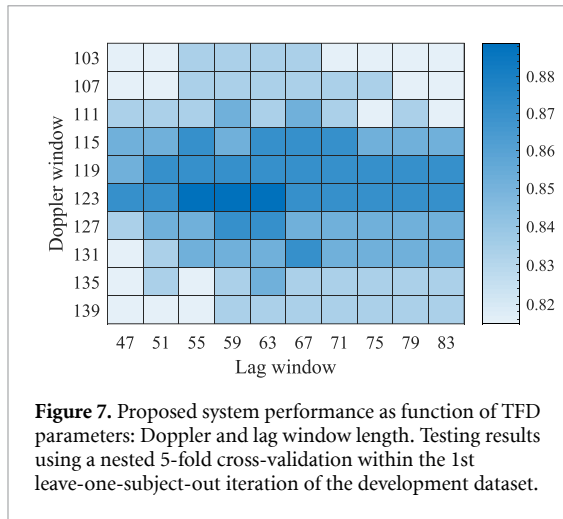 103
107
111
115
119
123
127
131
135
139
Doppler window
47 51 55 59 63 67 71 75 79 83
Lag window
0.88
0.87
0.86
0.85
0.84
0.83
0.82
Figure 7. Proposed system performance as function of TFD
parameters: Doppler and lag window length. Testing results
using a nested 5-fold cross-validation within the 1st
leave-one-subject-out iteration of the development dataset.